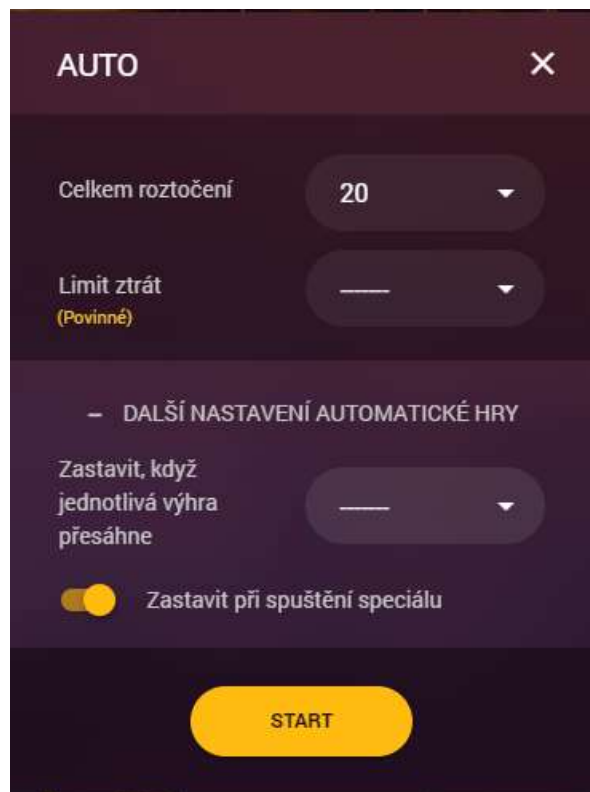 AUTO
Celkem roztočení
20
Limit ztrát
(Povinné)
DALŠÍ NASTAVENÍ AUTOMATICKÉ HRY
Zastavit, když
jednotlivá výhra
přesáhne
Zastavit při spuštění speciálu
START